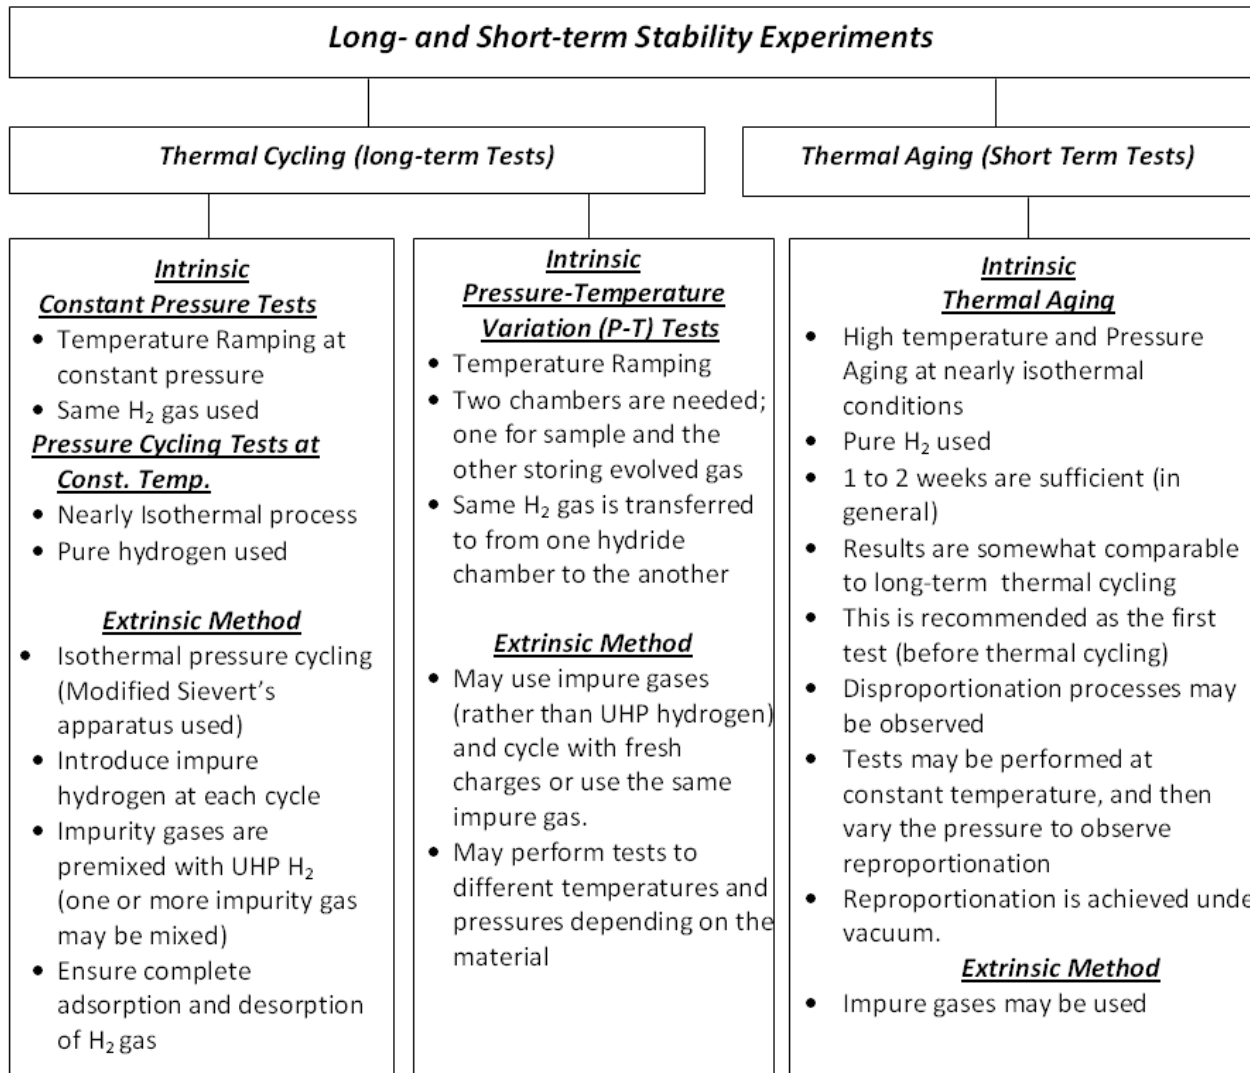 Long- and Short-term Stability Experiments
Thermal Cycling (long-term Tests)
Thermal Aging (Short Term Tests)
Intrinsic
Constant Pressure Tests
• Temperature Ramping at
constant pressure
• Same H₂ gas used
Pressure Cycling Tests at
Const. Temp.
• Nearly Isothermal process
• Pure hydrogen used
Extrinsic Method
• Isothermal pressure cycling
(Modified Sievert's
apparatus used)
• Introduce impure
hydrogen at each cycle
• Impurity gases are
premixed with UHP H₂
(one or more impurity gas
may be mixed)
• Ensure complete
adsorption and desorption
of H₂ gas
Intrinsic
Pressure-Temperature
Variation (P-T) Tests
• Temperature Ramping
• Two chambers are needed;
one for sample and the
other storing evolved gas
• Same H₂ gas is transferred
to from one hydride
chamber to the another
Extrinsic Method
• May use impure gases
(rather than UHP hydrogen)
and cycle with fresh
charges or use the same
impure gas.
• May perform tests to
different temperatures and
pressures depending on the
material
Intrinsic
Thermal Aging
• High temperature and Pressure
Aging at nearly isothermal
conditions
• Pure H₂ used
• 1 to 2 weeks are sufficient (in
general)
• Results are somewhat comparable
to long-term thermal cycling
• This is recommended as the first
test (before thermal cycling)
• Disproportionation processes may
be observed
• Tests may be performed at
constant temperature, and then
vary the pressure to observe
reproportionation
• Reproportionation is achieved unde
vacuum.
Extrinsic Method
• Impure gases may be used